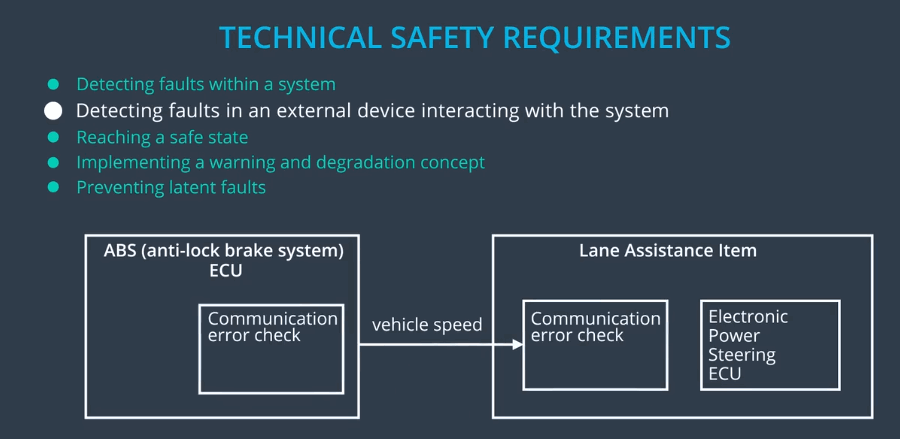 TECHNICAL SAFETY REQUIREMENTS
Detecting faults within a system
Detecting faults in an external device interacting with the system
Reaching a safe state
Implementing a warning and degradation concept
Preventing latent faults
ABS (anti-lock brake system)
ECU
Communication
error check
vehicle speed
Lane Assistance Item
Communication
error check
Electronic
Power
Steering
ECU